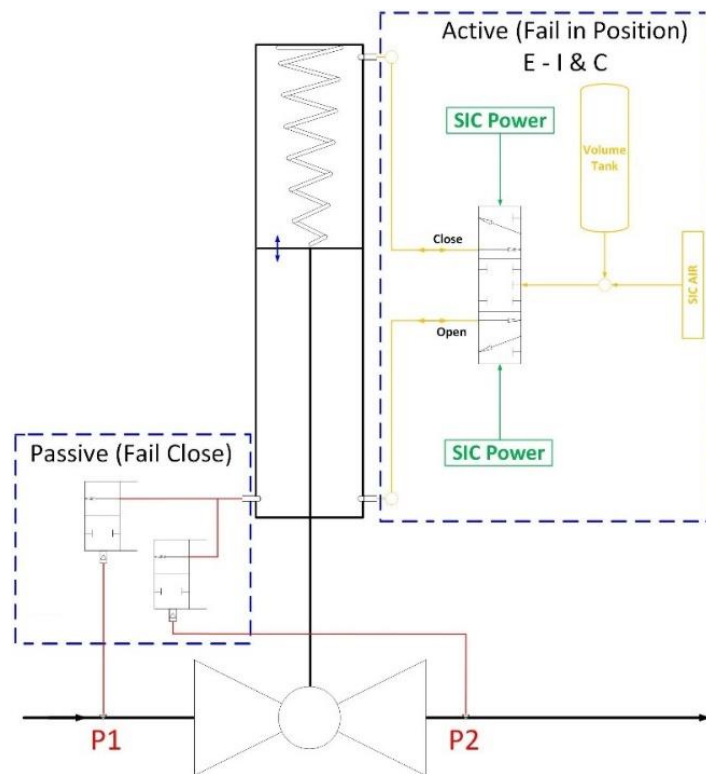 Active (Fail in Position)
E - I & C
SIC Power
Volume
Tank
Close
SIC AIR
Open
SIC Power
Passive (Fail Close)
P1
P2